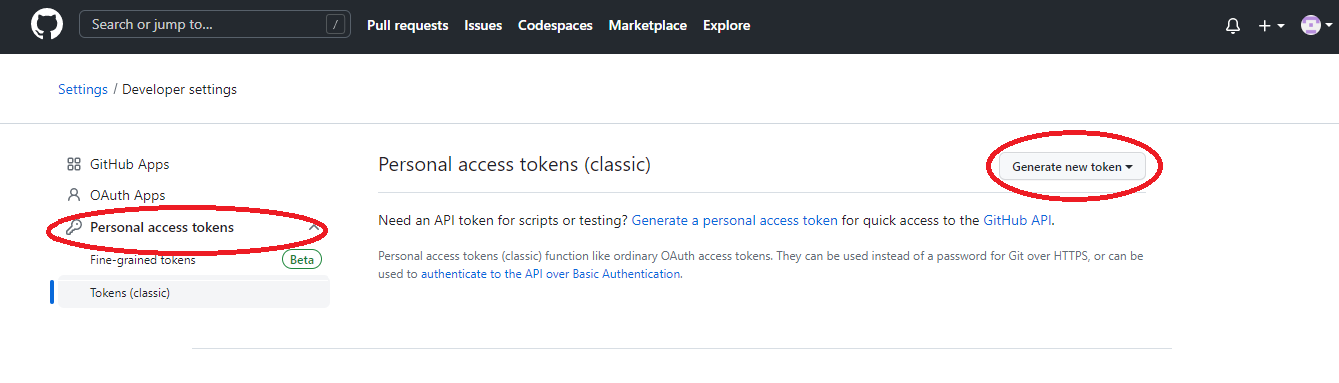 Search or jump to... / Pull requests Issues Codespaces Marketplace Explore
Settings / Developer settings
GitHub Apps
OAuth Apps
Personal access tokens
Fine-grained tokens Beta
Tokens (classic)
Personal access tokens (classic) Generate new token
Need an API token for scripts or testing? Generate a personal access token for quick access to the GitHub API.
Personal access tokens (classic) function like ordinary OAuth access tokens. They can be used instead of a password for Git over HTTPS, or can be
used to authenticate to the API over Basic Authentication.